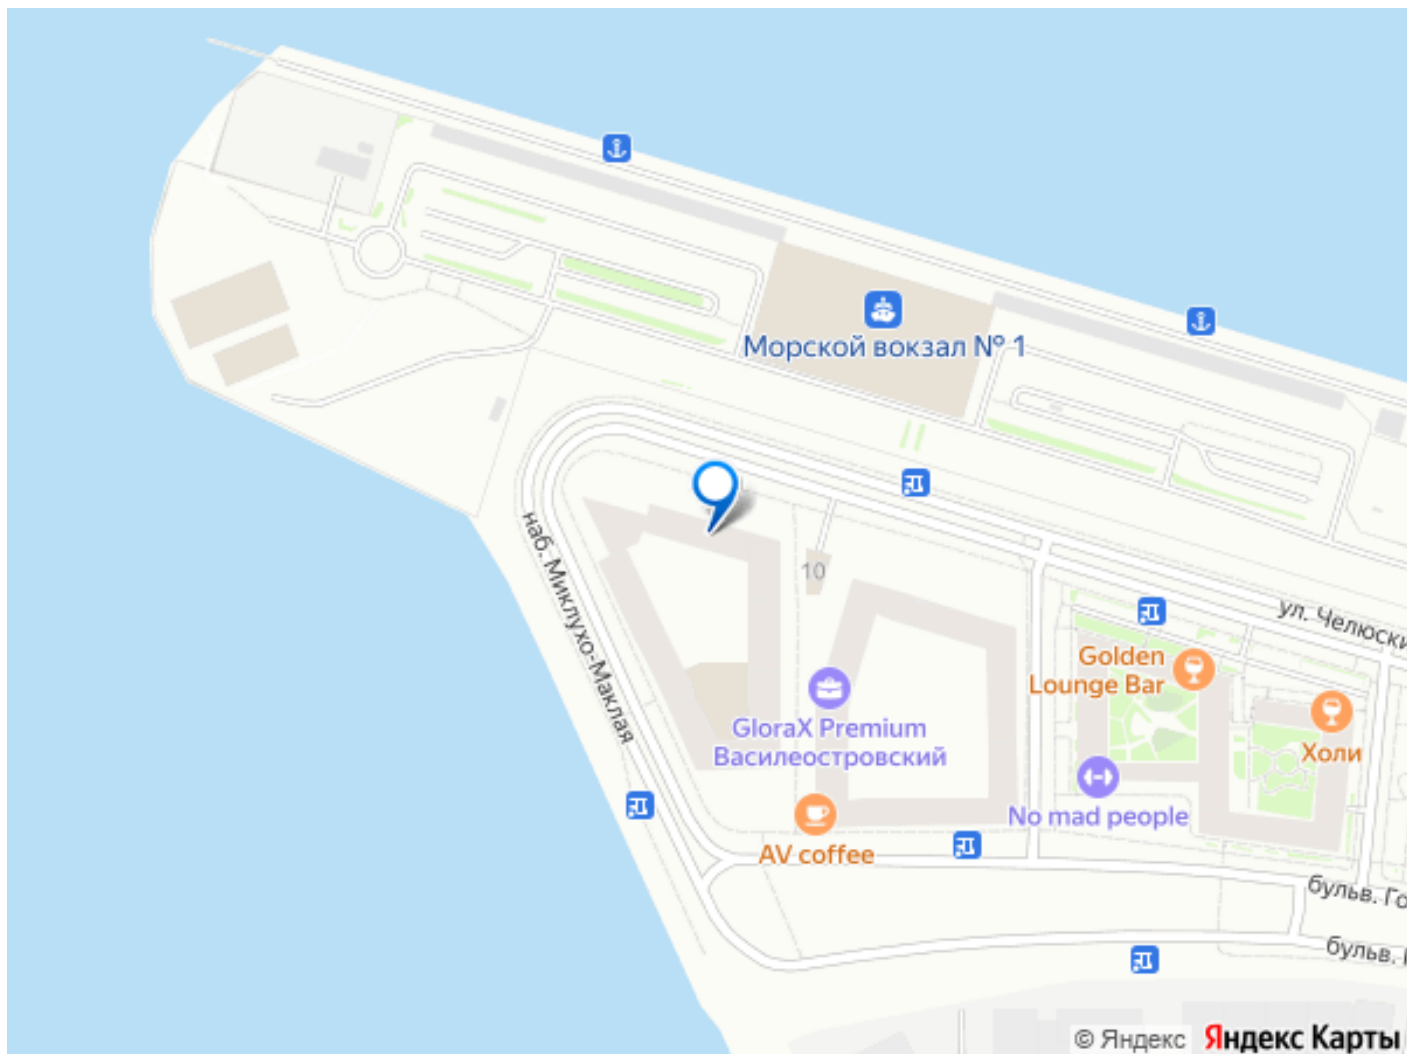 Морской вокзал № 1
наб. Миклухо-Маклая
10
ул. Челюски
Golden
Lounge Bar
GloraX Premium
Василеостровский
Холи
No mad people
AV coffee
бульв. Го
бульв.
© Яндекс
Яндекс Карты